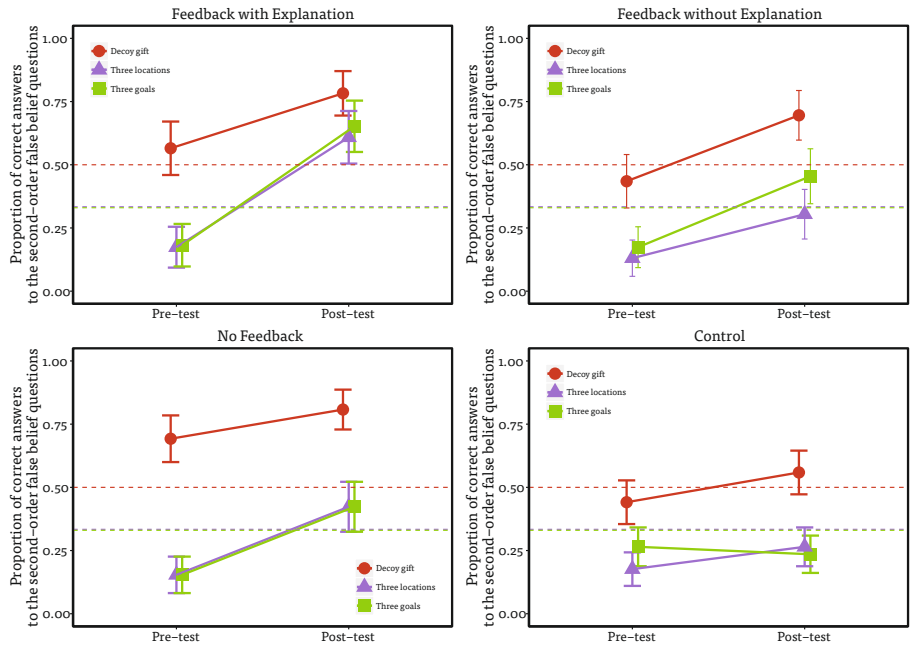 Feedback with Explanation
Proportion of correct answers
to the second–order false belief questions
1.00
0.75
0.50
0.25
0.00
Decoy gift
Three locations
Three goals
Pre–test
Post–test
Feedback without Explanation
Proportion of correct answers
to the second–order false belief questions
1.00
0.75
0.50
0.25
0.00
Decoy gift
Three locations
Three goals
Pre–test
Post–test
No Feedback
Proportion of correct answers
to the second–order false belief questions
1.00
0.75
0.50
0.25
0.00
Decoy gift
Three locations
Three goals
Pre–test
Post–test
Control
Proportion of correct answers
to the second–order false belief questions
1.00
0.75
0.50
0.25
0.00
Decoy gift
Three locations
Three goals
Pre–test
Post–test